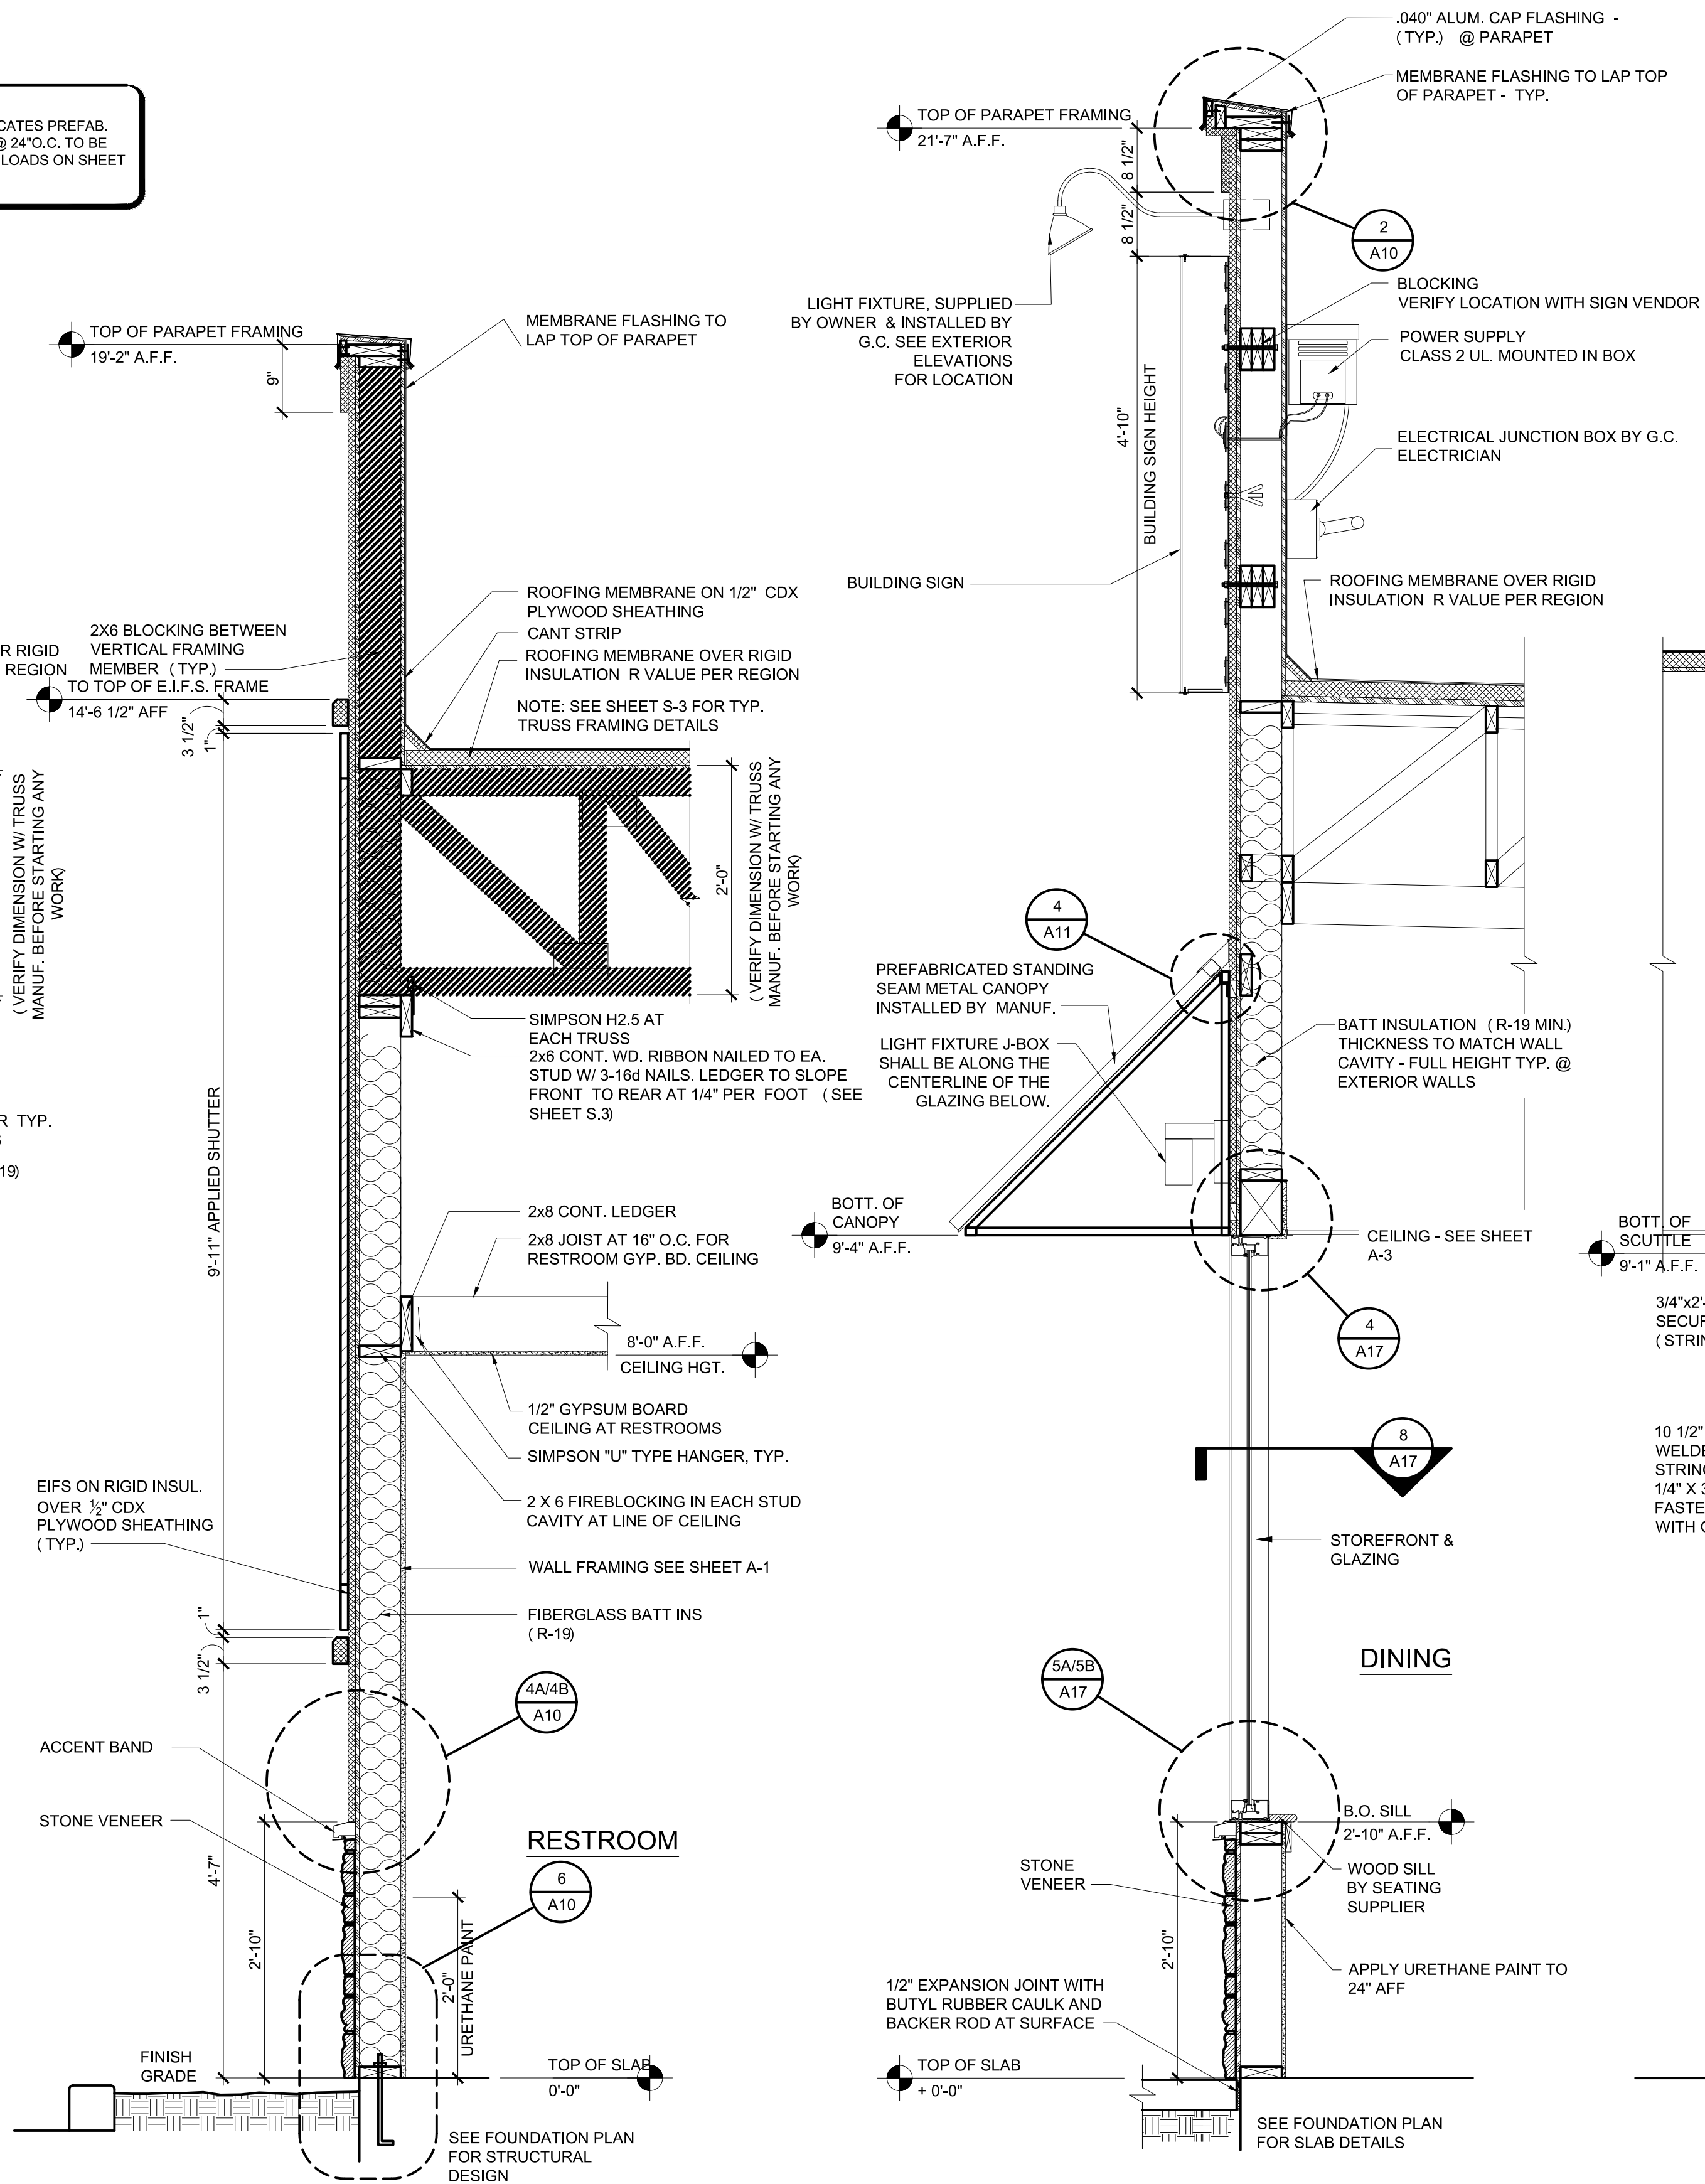 CATES PREFAB.
@ 24"O.C. TO BE
LOADS ON SHEET
TOP OF PARAPET FRAMING
19'-2" A.F.F.
9"
MEMBRANE FLASHING TO
LAP TOP OF PARAPET
2X6 BLOCKING BETWEEN
VERTICAL FRAMING
MEMBER (TYP.)
R RIGID
REGION
TO TOP OF E.I.F.S. FRAME
14'-6 1/2" AFF
3 1/2"
1"
ROOFING MEMBRANE ON 1/2" CDX
PLYWOOD SHEATHING
CANT STRIP
ROOFING MEMBRANE OVER RIGID
INSULATION R VALUE PER REGION
NOTE: SEE SHEET S-3 FOR TYP.
TRUSS FRAMING DETAILS
(VERIFY DIMENSION W/ TRUSS
MANUF. BEFORE STARTING ANY
WORK)
2'-0"
(VERIFY DIMENSION W/ TRUSS
MANUF. BEFORE STARTING ANY
WORK)
SIMPSON H2.5 AT
EACH TRUSS
2x6 CONT. WD. RIBBON NAILED TO EA.
STUD W/ 3-16d NAILS. LEDGER TO SLOPE
FRONT TO REAR AT 1/4" PER FOOT (SEE
SHEET S.3)
R TYP.
19)
9'-11" APPLIED SHUTTER
2x8 CONT. LEDGER
2x8 JOIST AT 16" O.C. FOR
RESTROOM GYP. BD. CEILING
8'-0" A.F.F.
CEILING HGT.
1/2" GYPSUM BOARD
CEILING AT RESTROOMS
SIMPSON "U" TYPE HANGER, TYP.
EIFS ON RIGID INSUL.
OVER ½" CDX
PLYWOOD SHEATHING
(TYP.)
2 X 6 FIREBLOCKING IN EACH STUD
CAVITY AT LINE OF CEILING
WALL FRAMING SEE SHEET A-1
FIBERGLASS BATT INS
(R-19)
1"
3 1/2"
4A/4B
A10
ACCENT BAND
STONE VENEER
RESTROOM
6
A10
4'-7"
2'-10"
2'-0"
URETHANE PAINT
FINISH
GRADE
TOP OF SLAB
0'-0"
SEE FOUNDATION PLAN
FOR STRUCTURAL
DESIGN
.040" ALUM. CAP FLASHING -
(TYP.) @ PARAPET
MEMBRANE FLASHING TO LAP TOP
OF PARAPET - TYP.
TOP OF PARAPET FRAMING
21'-7" A.F.F.
8 1/2"
8 1/2"
2
A10
LIGHT FIXTURE, SUPPLIED
BY OWNER & INSTALLED BY
G.C. SEE EXTERIOR
ELEVATIONS
FOR LOCATION
BLOCKING
VERIFY LOCATION WITH SIGN VENDOR
POWER SUPPLY
CLASS 2 UL. MOUNTED IN BOX
4'-10"
BUILDING SIGN HEIGHT
ELECTRICAL JUNCTION BOX BY G.C.
ELECTRICIAN
BUILDING SIGN
ROOFING MEMBRANE OVER RIGID
INSULATION R VALUE PER REGION
4
A11
PREFABRICATED STANDING
SEAM METAL CANOPY
INSTALLED BY MANUF.
LIGHT FIXTURE J-BOX
SHALL BE ALONG THE
CENTERLINE OF THE
GLAZING BELOW.
BATT INSULATION (R-19 MIN.)
THICKNESS TO MATCH WALL
CAVITY - FULL HEIGHT TYP. @
EXTERIOR WALLS
BOTT. OF
CANOPY
9'-4" A.F.F.
CEILING - SEE SHEET
A-3
4
A17
8
A17
STOREFRONT &
GLAZING
DINING
5A/5B
A17
B.O. SILL
2'-10" A.F.F.
STONE
VENEER
WOOD SILL
BY SEATING
SUPPLIER
2'-10"
APPLY URETHANE PAINT TO
24" AFF
1/2" EXPANSION JOINT WITH
BUTYL RUBBER CAULK AND
BACKER ROD AT SURFACE
TOP OF SLAB
+ 0'-0"
SEE FOUNDATION PLAN
FOR SLAB DETAILS
BOTT. OF
SCUTTLE
9'-1" A.F.F.
3/4"x2'-
SECUR
(STRIN
10 1/2"
WELDE
STRING
1/4" X 3
FASTE
WITH